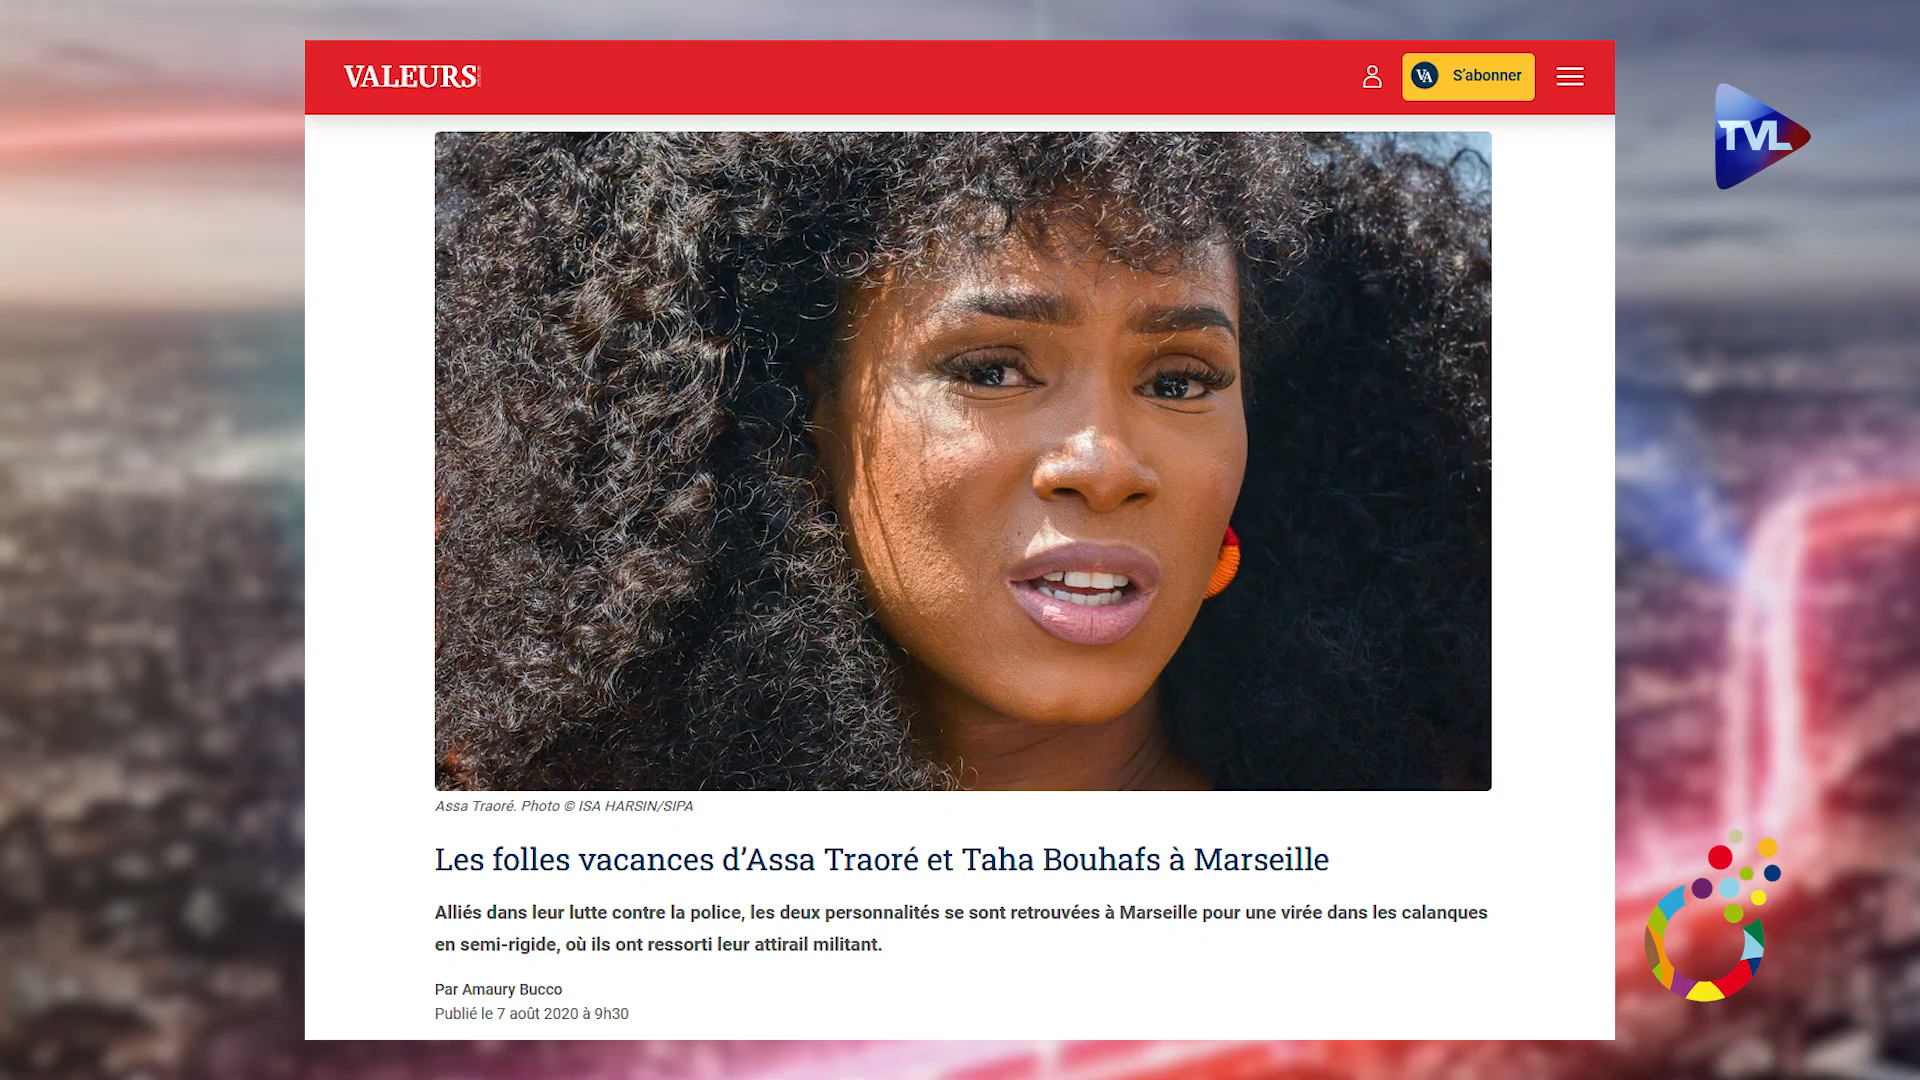 VALEURS
VA S'abonner
TVL
Assa Traoré. Photo © ISA HARSIN/SIPA
Les folles vacances d’Assa Traoré et Taha Bouhafs à Marseille
Alliés dans leur lutte contre la police, les deux personnalités se sont retrouvées à Marseille pour une virée dans les calanques
en semi-rigide, où ils ont ressorti leur attirail militant.
Par Amaury Bucco
Publié le 7 août 2020 à 9h30